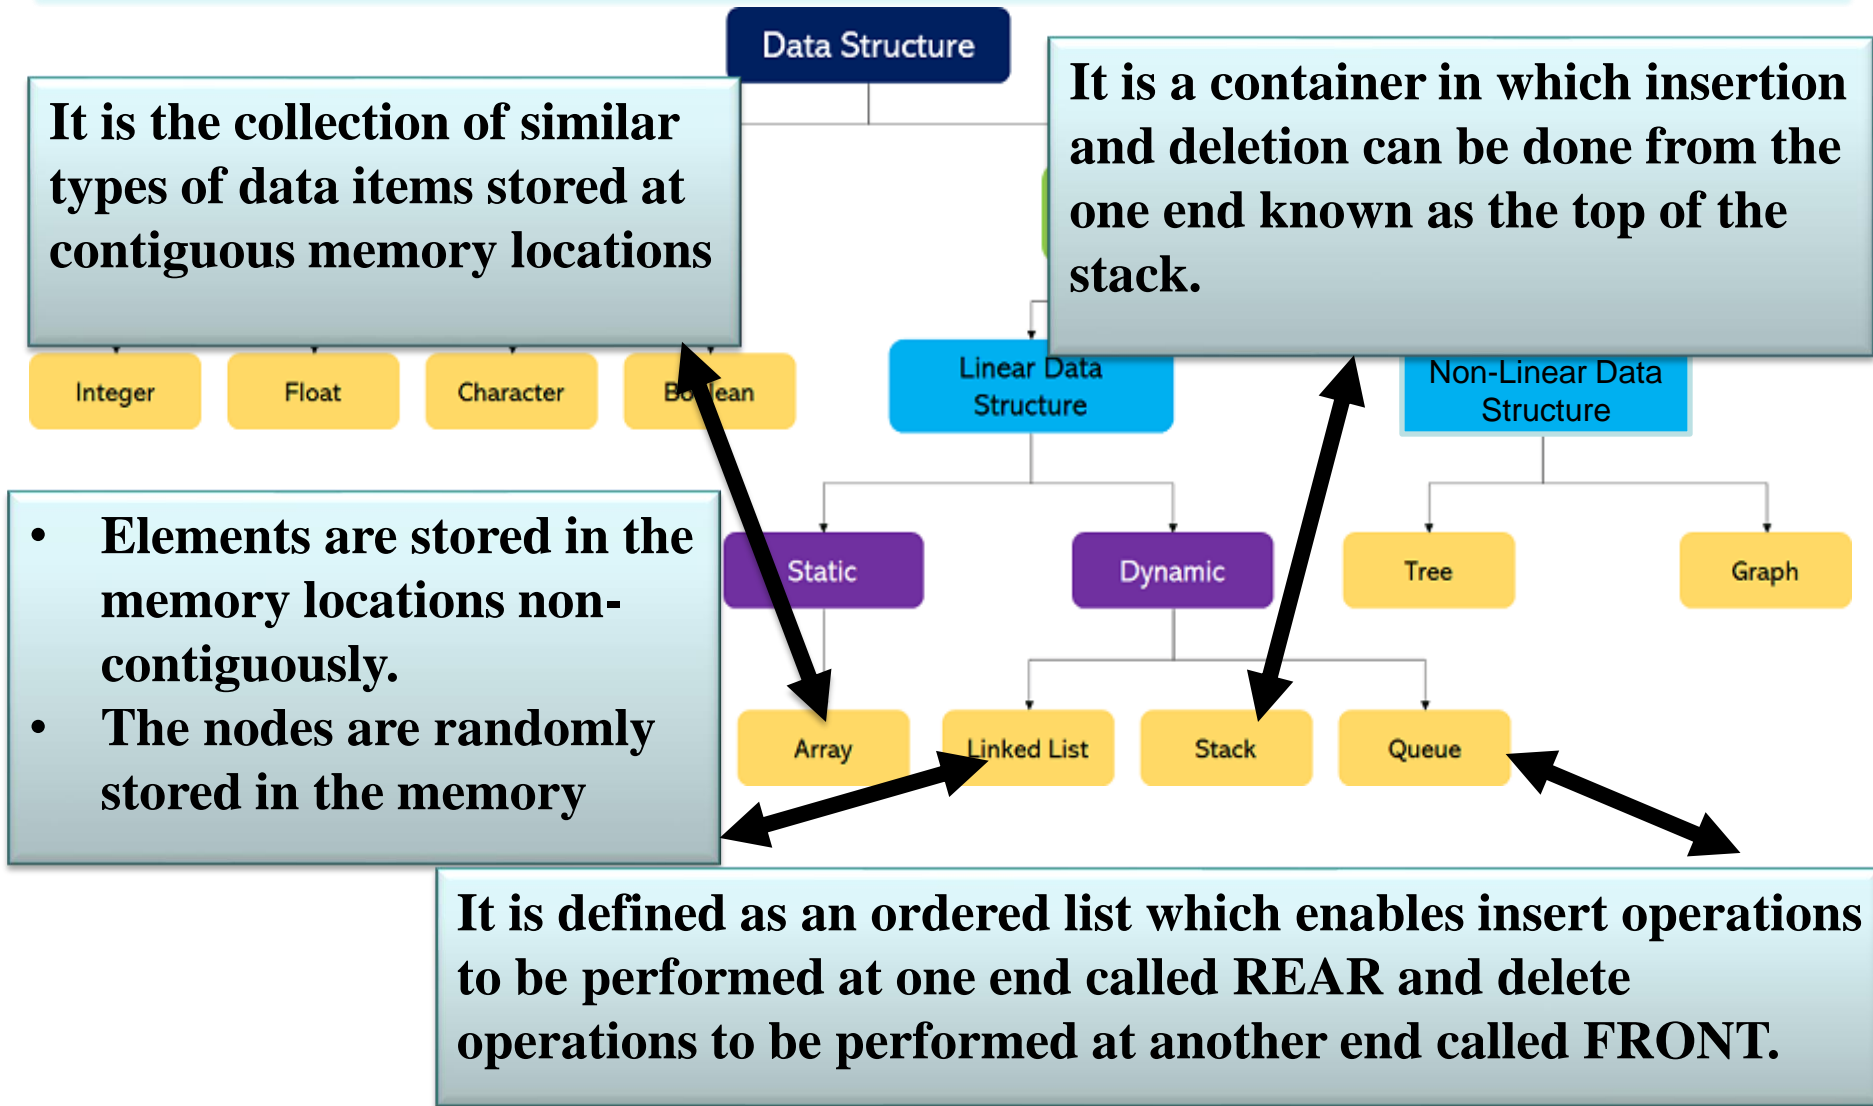 Data Structure
It is the collection of similar
types of data items stored at
contiguous memory locations
It is a container in which insertion
and deletion can be done from the
one end known as the top of the
stack.
Integer
Float
Character
Boolean
Linear Data
Structure
Non-Linear Data
Structure
• Elements are stored in the
memory locations non-
contiguously.
• The nodes are randomly
stored in the memory
Static
Dynamic
Tree
Graph
Array
Linked List
Stack
Queue
It is defined as an ordered list which enables insert operations
to be performed at one end called REAR and delete
operations to be performed at another end called FRONT.